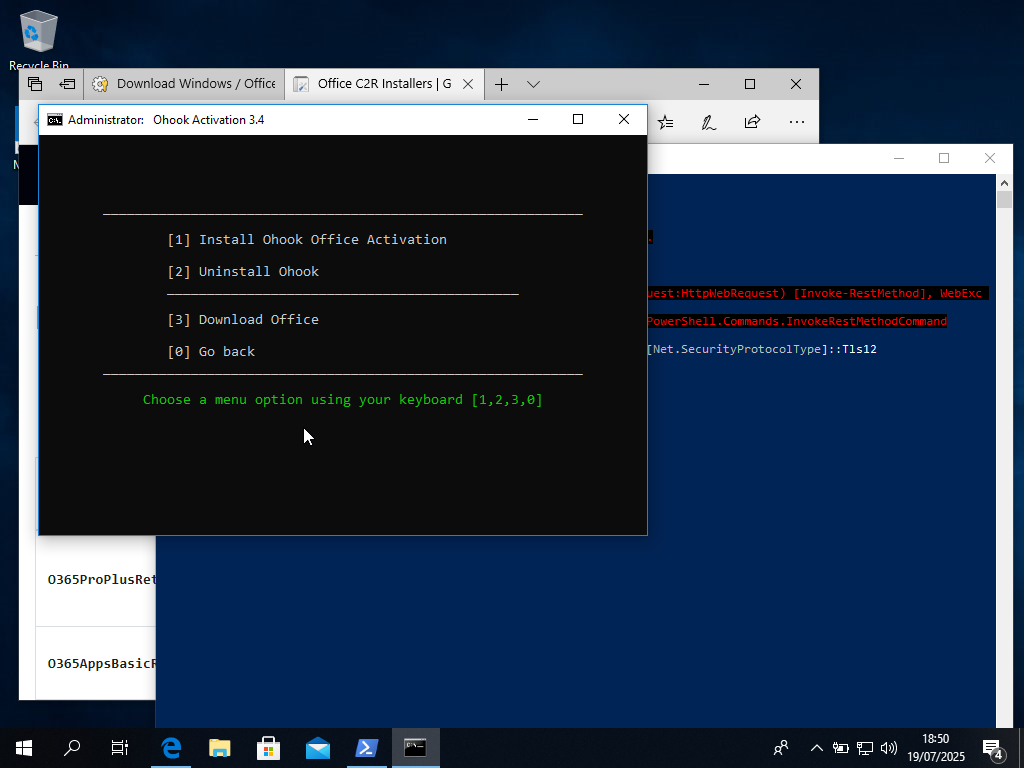 Recycle Bin
Download Windows / Office
Office C2R Installers | G
Administrator:  Ohook Activation 3.4
[1] Install Ohook Office Activation
[2] Uninstall Ohook
[3] Download Office
[0] Go back
Choose a menu option using your keyboard [1,2,3,0]
uest:HttpWebRequest) [Invoke-RestMethod], WebExc
PowerShell.Commands.InvokeRestMethodCommand
[Net.SecurityProtocolType]::Tls12
O365ProPlusRet
O365AppsBasicR
18:50
19/07/2025
4